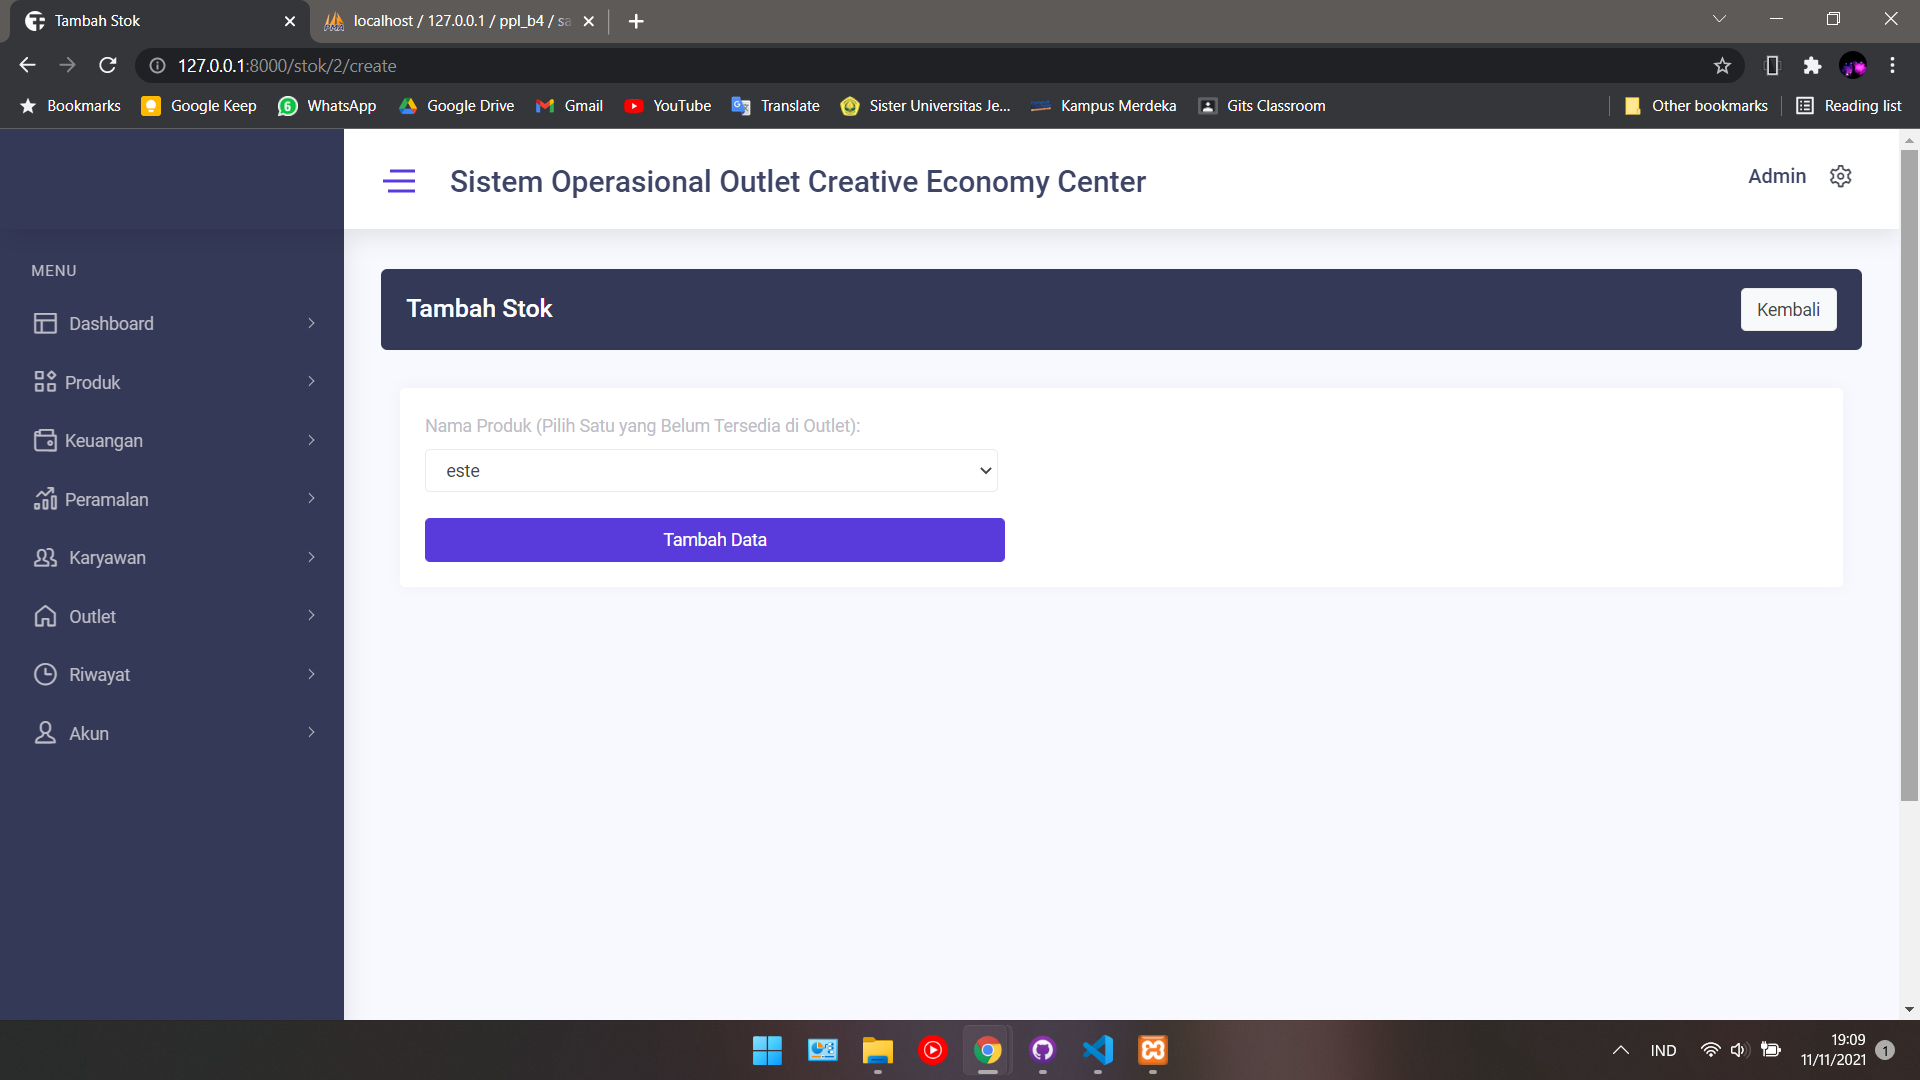 Tambah Stok
localhost / 127.0.0.1 / ppl_b4 / sa
127.0.0.1:8000/stok/2/create
Bookmarks
Google Keep
6
WhatsApp
Google Drive
Gmail
YouTube
Translate
Sister Universitas Je...
Kampus Merdeka
Gits Classroom
Other bookmarks
Reading list
Sistem Operasional Outlet Creative Economy Center
Admin
MENU
Dashboard
Produk
Keuangan
Peramalan
Karyawan
Outlet
Riwayat
Akun
Tambah Stok
Kembali
Nama Produk (Pilih Satu yang Belum Tersedia di Outlet):
este
Tambah Data
IND
19:09
11/11/2021
1